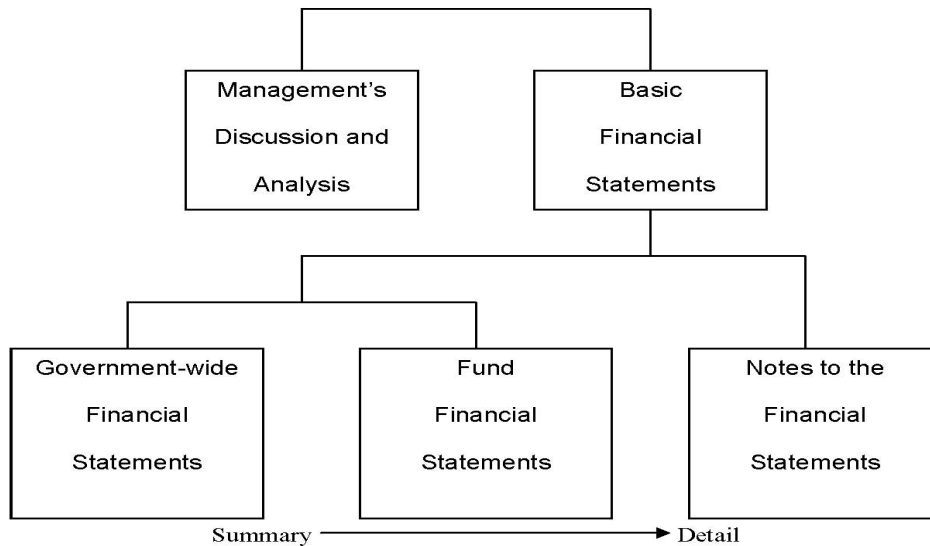 Management’s
Discussion and
Analysis
Basic
Financial
Statements
Government-wide
Financial
Statements
Fund
Financial
Statements
Notes to the
Financial
Statements
Summary
Detail